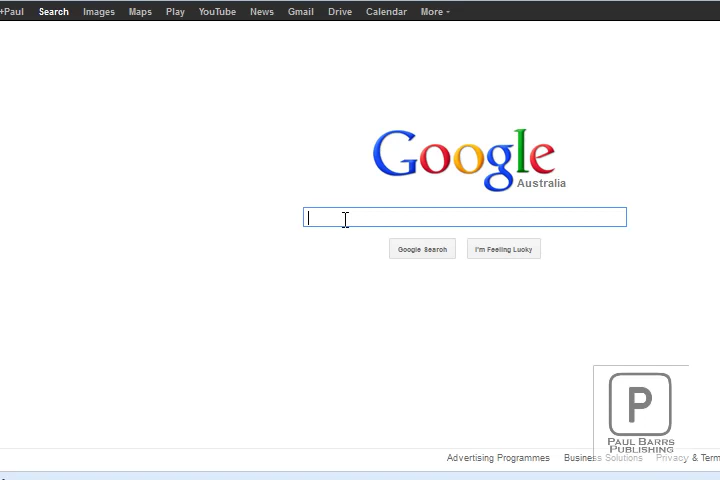 +Paul Search Images Maps Play YouTube News Gmail Drive Calendar More
Google
Australia
Google Search I'm Feeling Lucky
P
PAUL BARRS
PUBLISHING
Advertising Programmes Business Solutions Privacy & Term